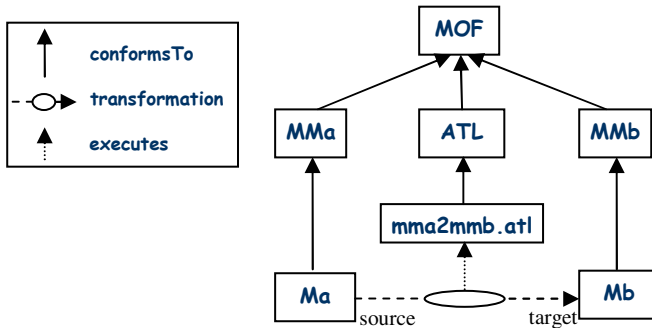 conformsTo
transformation
executes
MOF
MMa
ATL
MMb
mma2mmb.atl
Ma
source
target
Mb